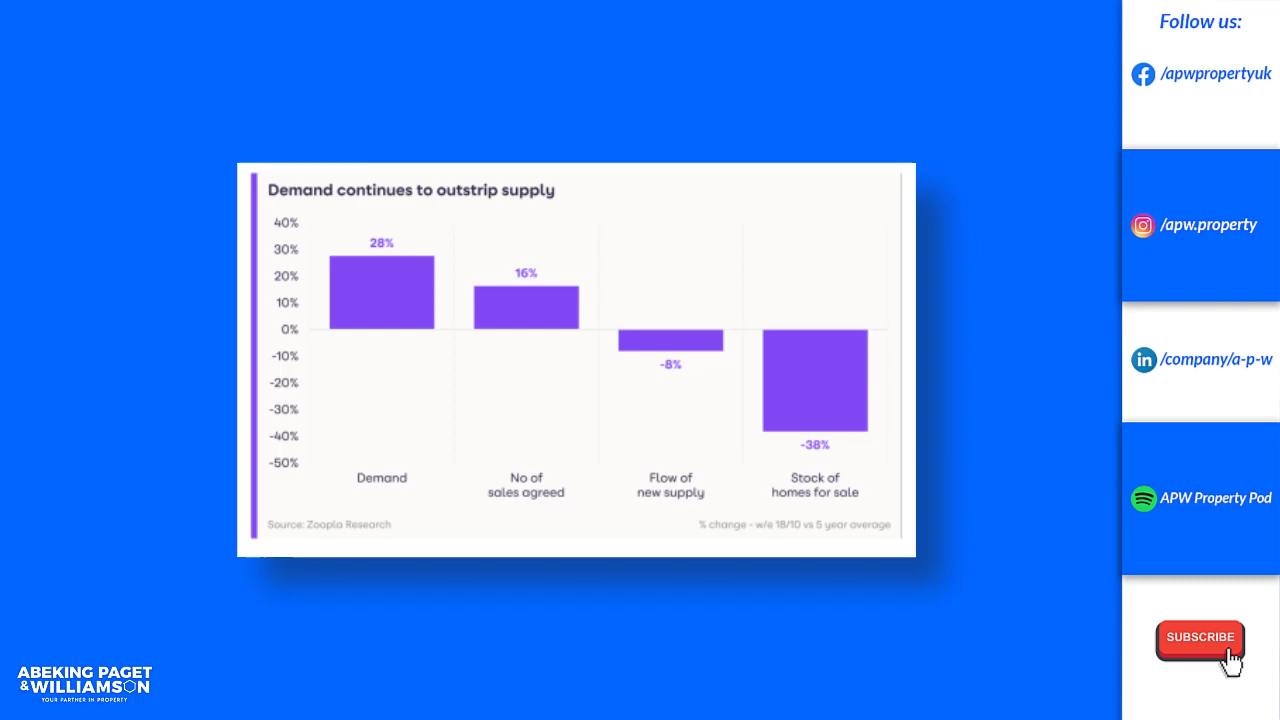 Demand continues to outstrip supply
40%
30%
20%
10%
0%
-10%
-20%
-30%
-40%
-50%
28%
16%
-8%
-38%
Demand
No of
sales agreed
Flow of
new supply
Stock of
homes for sale
Source: Zoopla Research
% change - w/e 18/10 vs 5 year average
Follow us:
/apwpropertyuk
/apw.property
in
/company/a-p-w
APW Property Pod
SUBSCRIBE
ABEKING PAGET
&WILLIAMSON
YOUR PARTNER IN PROPERTY